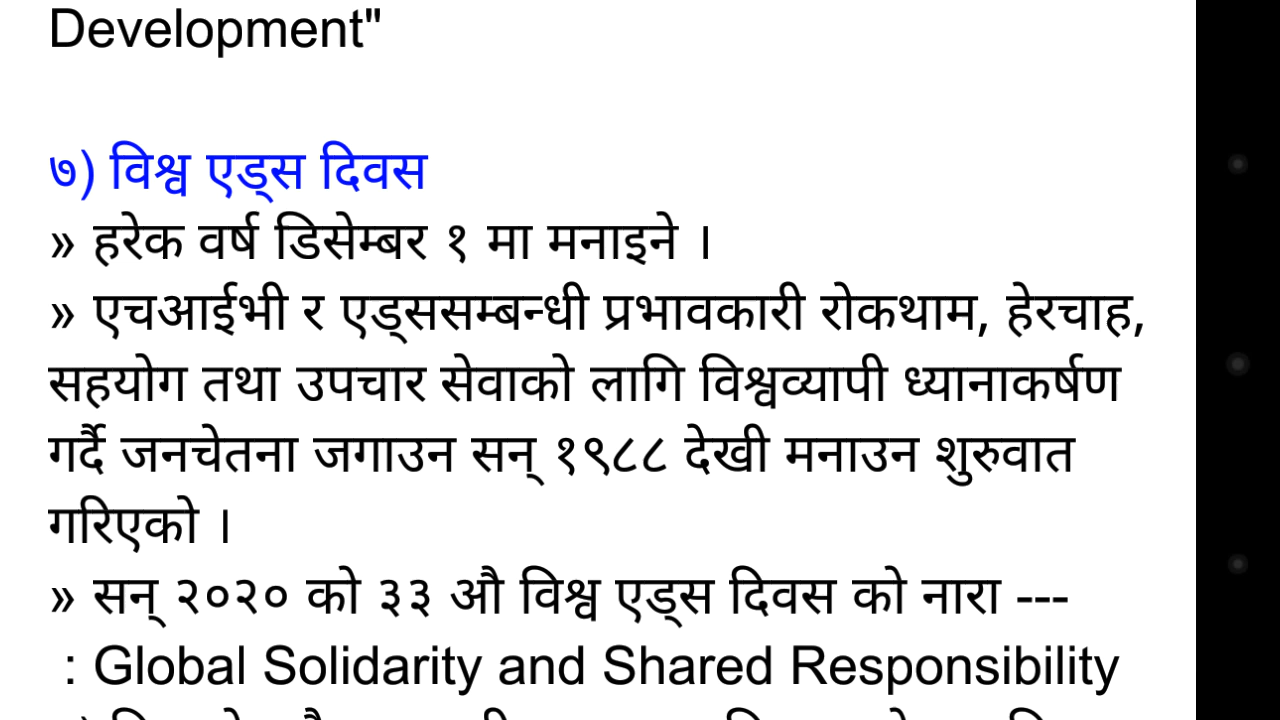 Development"
७) विश्व एड्स दिवस
» हरेक वर्ष डिसेम्बर १ मा मनाइने ।
» एचआईभी र एड्ससम्बन्धी प्रभावकारी रोकथाम, हेरचाह,
सहयोग तथा उपचार सेवाको लागि विश्वव्यापी ध्यानाकर्षण
गर्दै जनचेतना जगाउन सन् १९८८ देखी मनाउन शुरुवात
गरिएको ।
» सन् २०२० को ३३ औ विश्व एड्स दिवस को नारा ---
: Global Solidarity and Shared Responsibility